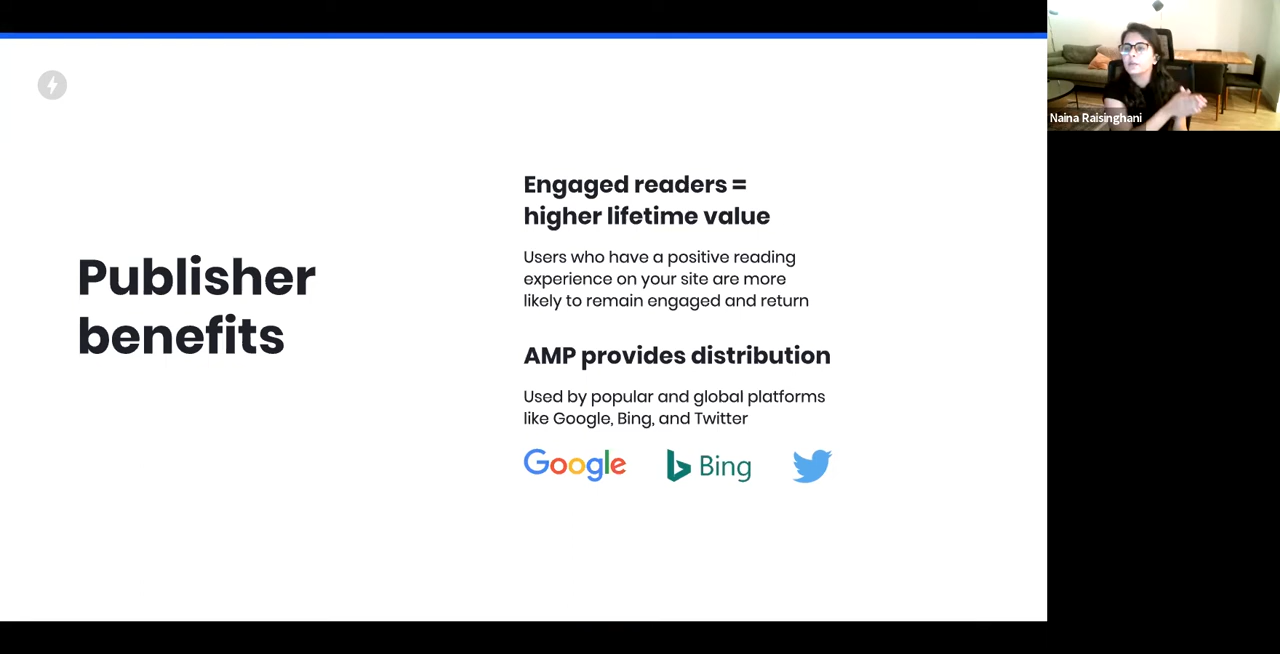 Publisher
benefits
Engaged readers =
higher lifetime value
Users who have a positive reading
experience on your site are more
likely to remain engaged and return
AMP provides distribution
Used by popular and global platforms
like Google, Bing, and Twitter
Google
Bing
Naina Raisinghani